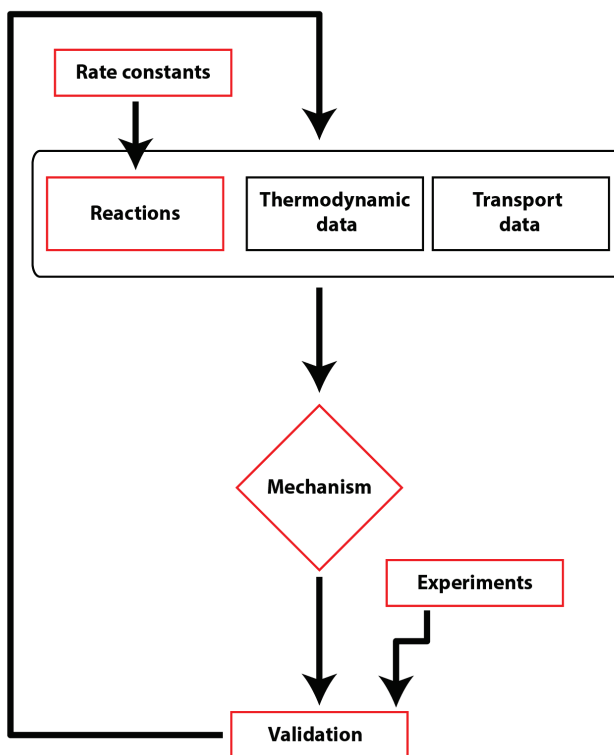 Rate constants
Reactions
Thermodynamic
data
Transport
data
Mechanism
Experiments
Validation